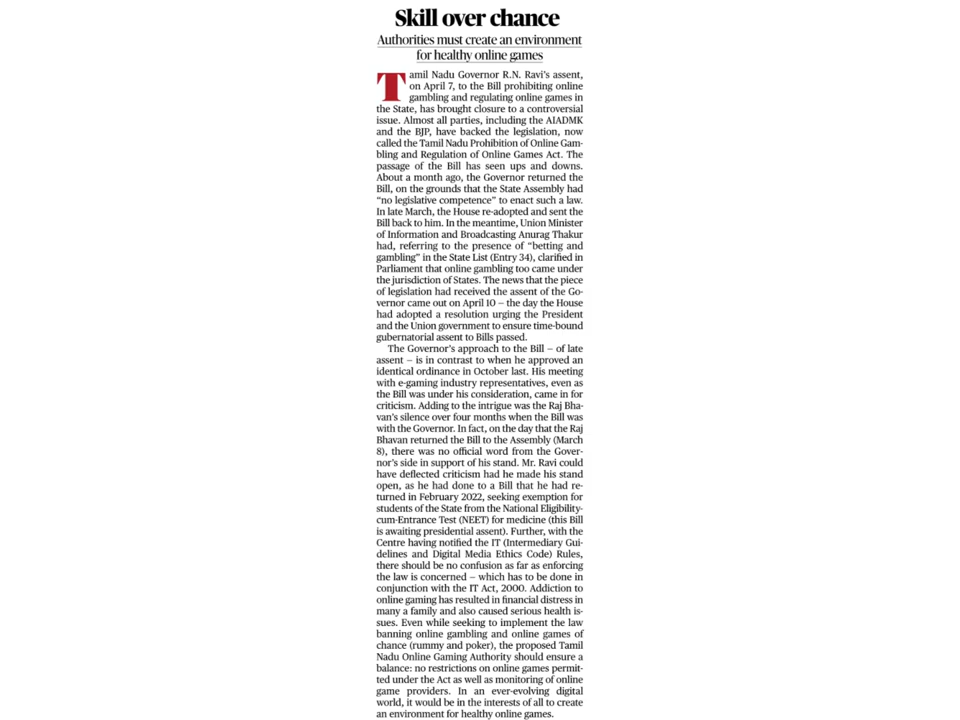 Skill over chance
Authorities must create an environment
for healthy online games
Tamil Nadu Governor R.N. Ravi's assent,
on April 7, to the Bill prohibiting online
gambling and regulating online games in
the State, has brought closure to a controversial
issue. Almost all parties, including the AIADMK
and the BJP, have backed the legislation, now
called the Tamil Nadu Prohibition of Online Gam-
bling and Regulation of Online Games Act. The
passage of the Bill has seen ups and downs.
About a month ago, the Governor returned the
Bill, on the grounds that the State Assembly had
"no legislative competence" to enact such a law.
In late March, the House re-adopted and sent the
Bill back to him. In the meantime, Union Minister
of Information and Broadcasting Anurag Thakur
had, referring to the presence of "betting and
gambling" in the State List (Entry 34), clarified in
Parliament that online gambling too came under
the jurisdiction of States. The news that the piece
of legislation had received the assent of the Go-
vernor came out on April 10 – the day the House
had adopted a resolution urging the President
and the Union government to ensure time-bound
gubernatorial assent to Bills passed.
The Governor's approach to the Bill – of late
assent – is in contrast to when he approved an
identical ordinance in October last. His meeting
with e-gaming industry representatives, even as
the Bill was under his consideration, came in for
criticism. Adding to the intrigue was the Raj Bha-
van's silence over four months when the Bill was
with the Governor. In fact, on the day that the Raj
Bhavan returned the Bill to the Assembly (March
8), there was no official word from the Gover-
nor's side in support of his stand. Mr. Ravi could
have deflected criticism had he made his stand
open, as he had done to a Bill that he had re-
turned in February 2022, seeking exemption for
students of the State from the National Eligibility-
cum-Entrance Test (NEET) for medicine (this Bill
is awaiting presidential assent). Further, with the
Centre having notified the IT (Intermediary Gui-
delines and Digital Media Ethics Code) Rules,
there should be no confusion as far as enforcing
the law is concerned – which has to be done in
conjunction with the IT Act, 2000. Addiction to
online gaming has resulted in financial distress in
many a family and also caused serious health is-
sues. Even while seeking to implement the law
banning online gambling and online games of
chance (rummy and poker), the proposed Tamil
Nadu Online Gaming Authority should ensure a
balance: no restrictions on online games permit-
ted under the Act as well as monitoring of online
game providers. In an ever-evolving digital
world, it would be in the interests of all to create
an environment for healthy online games.